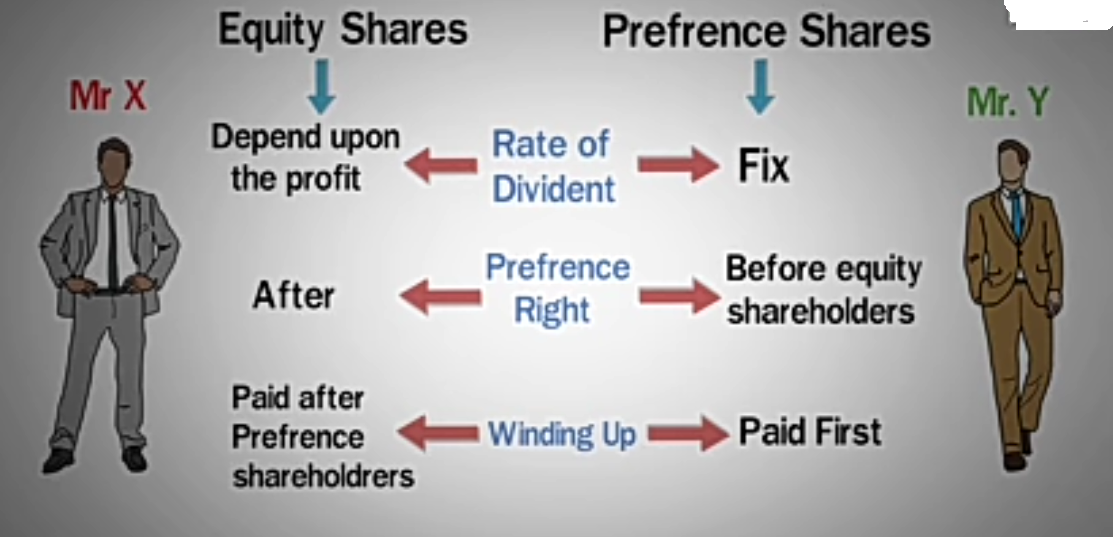 Equity Shares
Prefrence Shares
Mr X
Mr. Y
Depend upon
the profit
Rate of
Divident
Fix
After
Prefrence
Right
Before equity
shareholders
Paid after
Prefrence
shareholdrers
Winding Up
Paid First